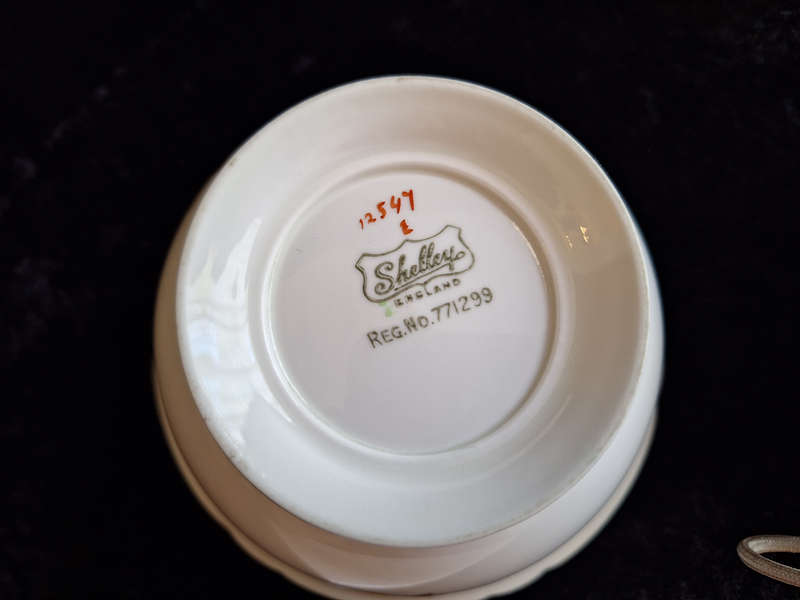 12547
E
Shelley
ENGLAND
REG.NO.771299